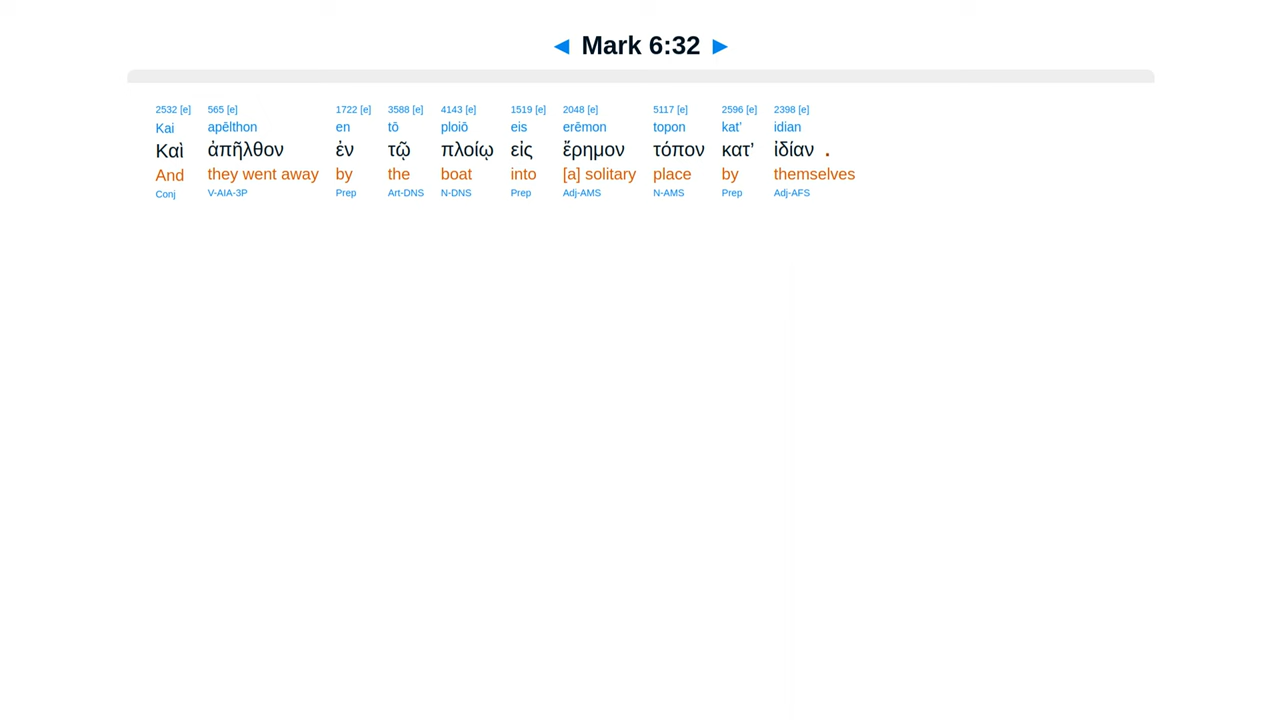 ◄ Mark 6:32 ►
2532 [e] 565 [e] 1722 [e] 3588 [e] 4143 [e] 1519 [e] 2048 [e] 5117 [e] 2596 [e] 2398 [e]
Kai apēlthon en tō ploiō eis erēmon topon kat’ idian
Καὶ ἀπῆλθον ἐν τῷ πλοίῳ εἰς ἔρημον τόπον κατ’ ἰδίαν .
And they went away by the boat into [a] solitary place by themselves
Conj V-AIA-3P Prep Art-DNS N-DNS Prep Adj-AMS N-AMS Prep Adj-AFS